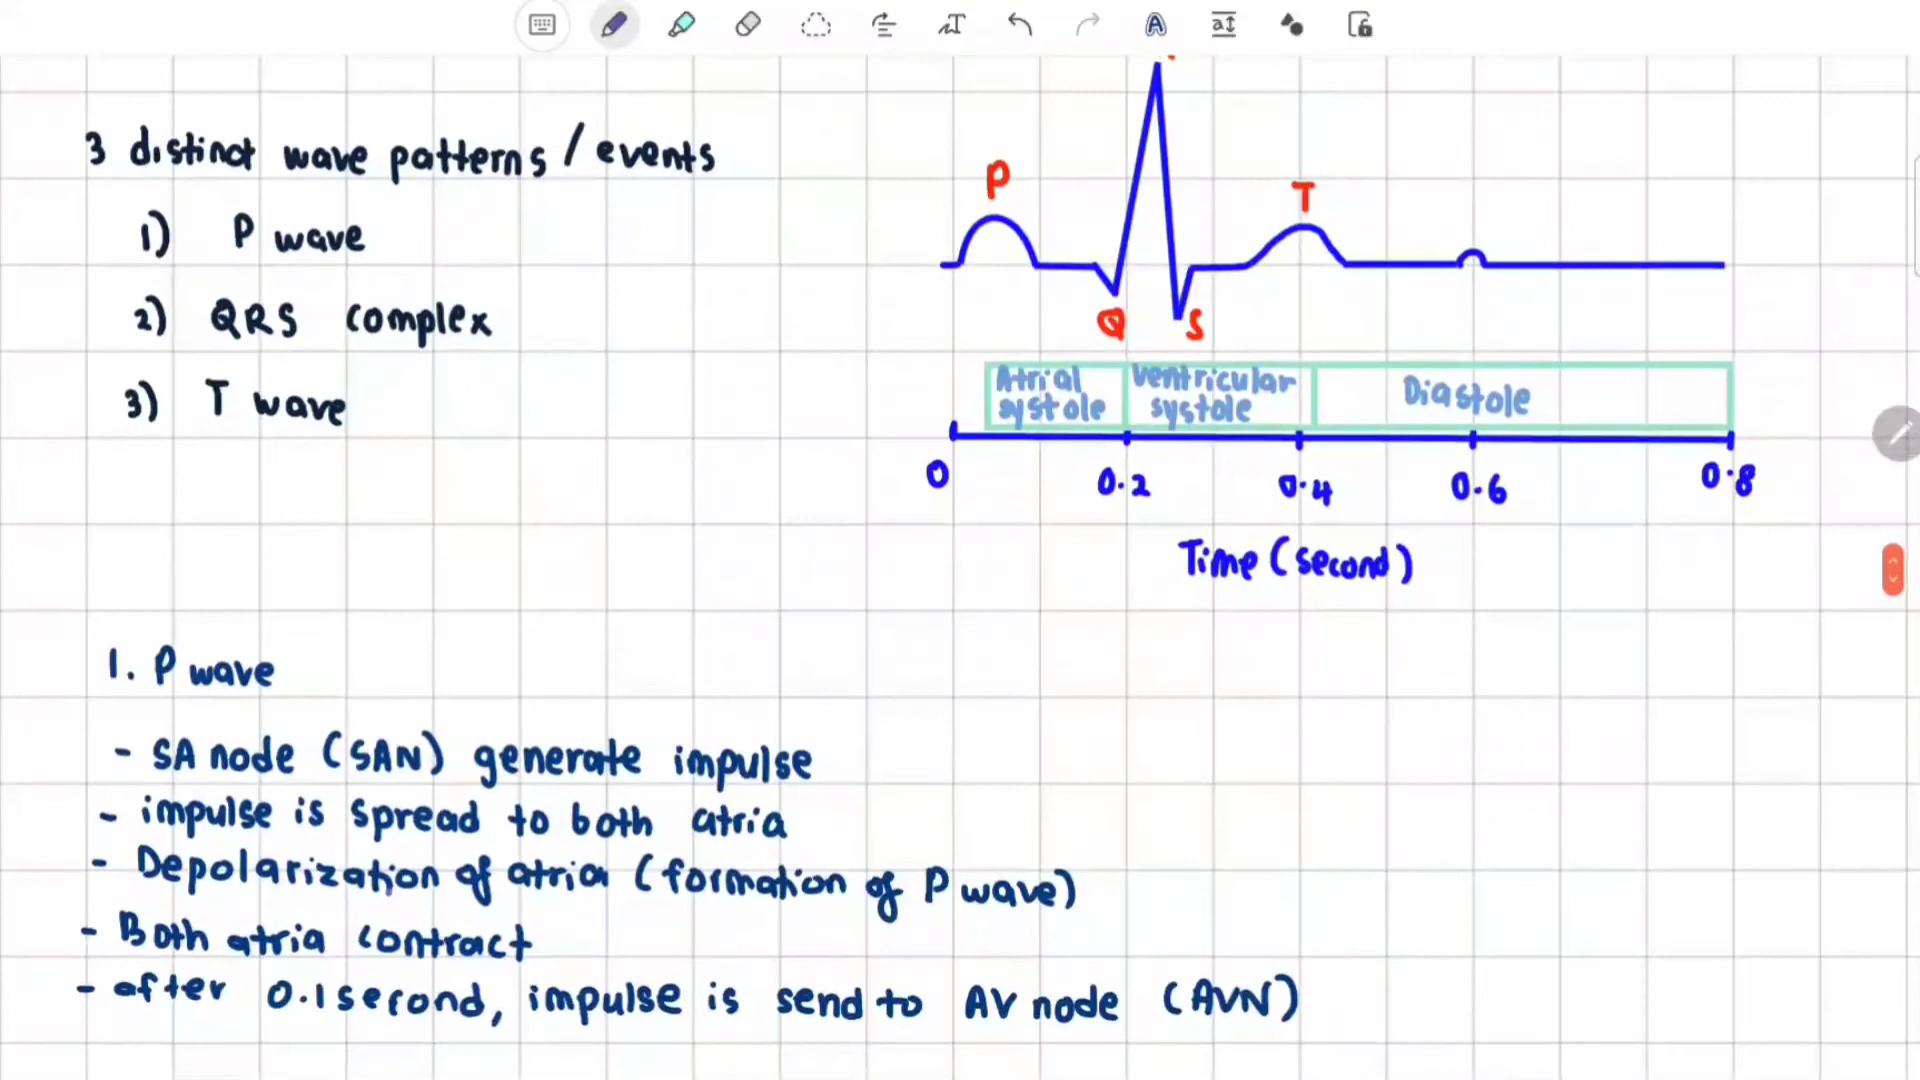 3 distinct wave patterns / events
1) P wave
2) QRS complex
3) T wave
P
T
Q
S
Atrial systole
Ventricular systole
Diastole
0
0.2
0.4
0.6
0.8
Time (second)
1. P wave
- SA node (SAN) generate impulse
- impulse is spread to both atria
- Depolarization of atria (formation of P wave)
- Both atria contract
- after 0.1 second, impulse is send to AV node (AVN)